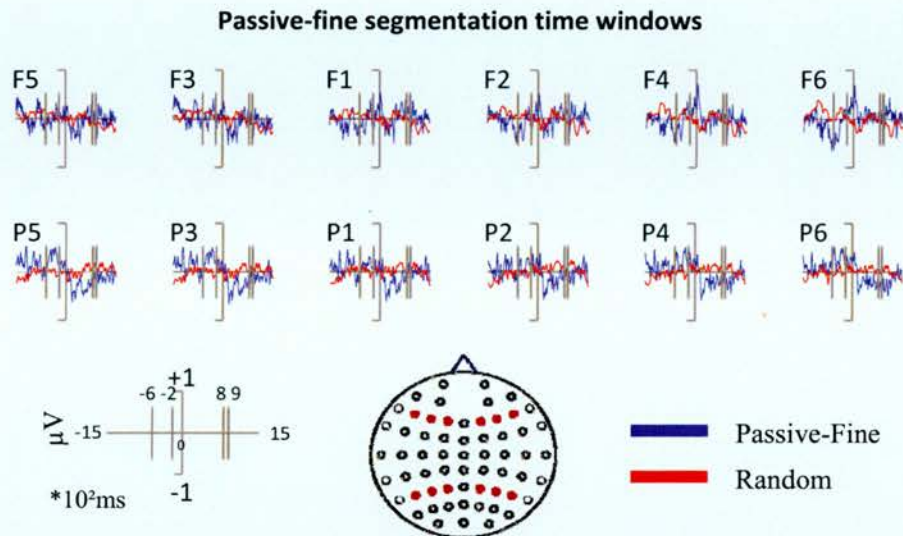 Passive-fine segmentation time windows
F5 F3 F1 F2 F4 F6
P5 P3 P1 P2 P4 P6
+1
-6 -2 8 9
µV -15 0 15
-1
*10²ms
Passive-Fine
Random